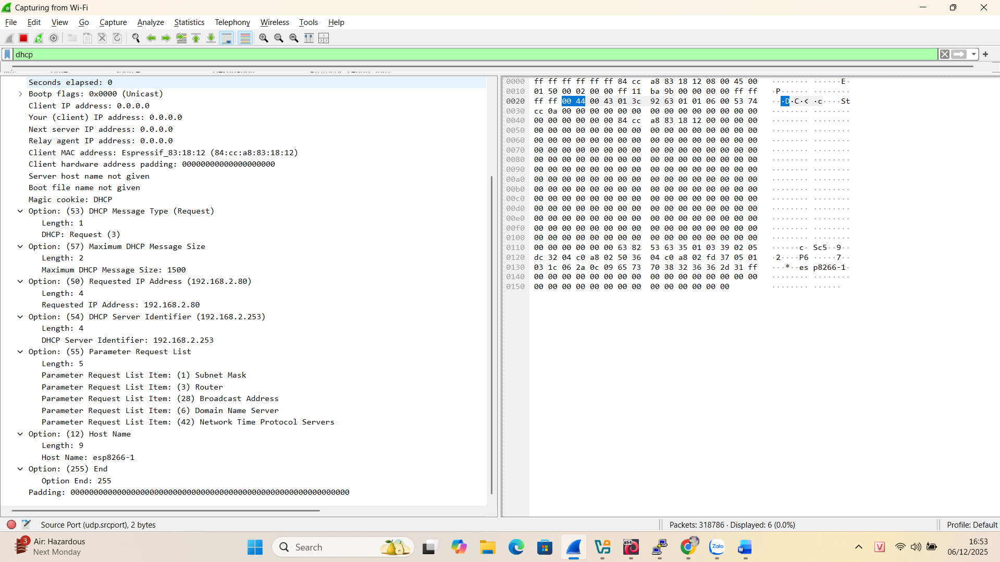 Capturing from Wi-Fi
File Edit View Go Capture Analyze Statistics Telephony Wireless Tools Help
dhcp
Seconds elapsed: 0
Bootp flags: 0x0000 (Unicast)
Client IP address: 0.0.0.0
Your (client) IP address: 0.0.0.0
Next server IP address: 0.0.0.0
Relay agent IP address: 0.0.0.0
Client MAC address: Espressif_83:18:12 (84:cc:a8:83:18:12)
Client hardware address padding: 00000000000000000000
Server host name not given
Boot file name not given
Magic cookie: DHCP
Option: (53) DHCP Message Type (Request)
Length: 1
DHCP: Request (3)
Option: (57) Maximum DHCP Message Size
Length: 2
Maximum DHCP Message Size: 1500
Option: (50) Requested IP Address (192.168.2.80)
Length: 4
Requested IP Address: 192.168.2.80
Option: (54) DHCP Server Identifier (192.168.2.253)
Length: 4
DHCP Server Identifier: 192.168.2.253
Option: (55) Parameter Request List
Length: 5
Parameter Request List Item: (1) Subnet Mask
Parameter Request List Item: (3) Router
Parameter Request List Item: (28) Broadcast Address
Parameter Request List Item: (6) Domain Name Server
Parameter Request List Item: (42) Network Time Protocol Servers
Option: (12) Host Name
Length: 9
Host Name: esp8266-1
Option: (255) End
Option End: 255
Padding: 000000000000000000000000000000000000000000000000000000000000
0000 ff ff ff ff ff ff 84 cc a8 83 18 12 08 00 45 00 ········ ······E·
0010 01 50 00 02 00 00 ff 11 ba 9b 00 00 00 00 ff ff ·P······ ········
0020 ff ff 00 44 00 43 01 3c 92 63 01 01 06 00 53 74 ···D·C·< ·c····St
0030 cc 0a 00 00 00 00 00 00 00 00 00 00 00 00 00 00 ········ ········
0040 00 00 00 00 00 00 84 cc a8 83 18 12 00 00 00 00 ········ ········
0050 00 00 00 00 00 00 00 00 00 00 00 00 00 00 00 00 ········ ········
0060 00 00 00 00 00 00 00 00 00 00 00 00 00 00 00 00 ········ ········
0070 00 00 00 00 00 00 00 00 00 00 00 00 00 00 00 00 ········ ········
0080 00 00 00 00 00 00 00 00 00 00 00 00 00 00 00 00 ········ ········
0090 00 00 00 00 00 00 00 00 00 00 00 00 00 00 00 00 ········ ········
00a0 00 00 00 00 00 00 00 00 00 00 00 00 00 00 00 00 ········ ········
00b0 00 00 00 00 00 00 00 00 00 00 00 00 00 00 00 00 ········ ········
00c0 00 00 00 00 00 00 00 00 00 00 00 00 00 00 00 00 ········ ········
00d0 00 00 00 00 00 00 00 00 00 00 00 00 00 00 00 00 ········ ········
00e0 00 00 00 00 00 00 00 00 00 00 00 00 00 00 00 00 ········ ········
00f0 00 00 00 00 00 00 00 00 00 00 00 00 00 00 00 00 ········ ········
0100 00 00 00 00 00 00 00 00 00 00 00 00 00 00 00 00 ········ ········
0110 00 00 00 00 00 00 63 82 53 63 35 01 03 39 02 05 ······c· Sc5··9··
0120 dc 32 04 c0 a8 02 50 36 04 c0 a8 02 fd 37 05 01 ·2····P6 ·····7··
0130 03 1c 06 2a 0c 09 65 73 70 38 32 36 36 2d 31 ff ···*··es p8266-1·
0140 00 00 00 00 00 00 00 00 00 00 00 00 00 00 00 00 ········ ········
0150 00 00 00 00 00 00 00 00 00 00 00 00 00 00 ········ ······
Source Port (udp.srcport), 2 bytes
Packets: 318786 · Displayed: 6 (0.0%)
Profile: Default
3
Air: Hazardous
Next Monday
Search
x64
Zalo
W
V
16:53
06/12/2025